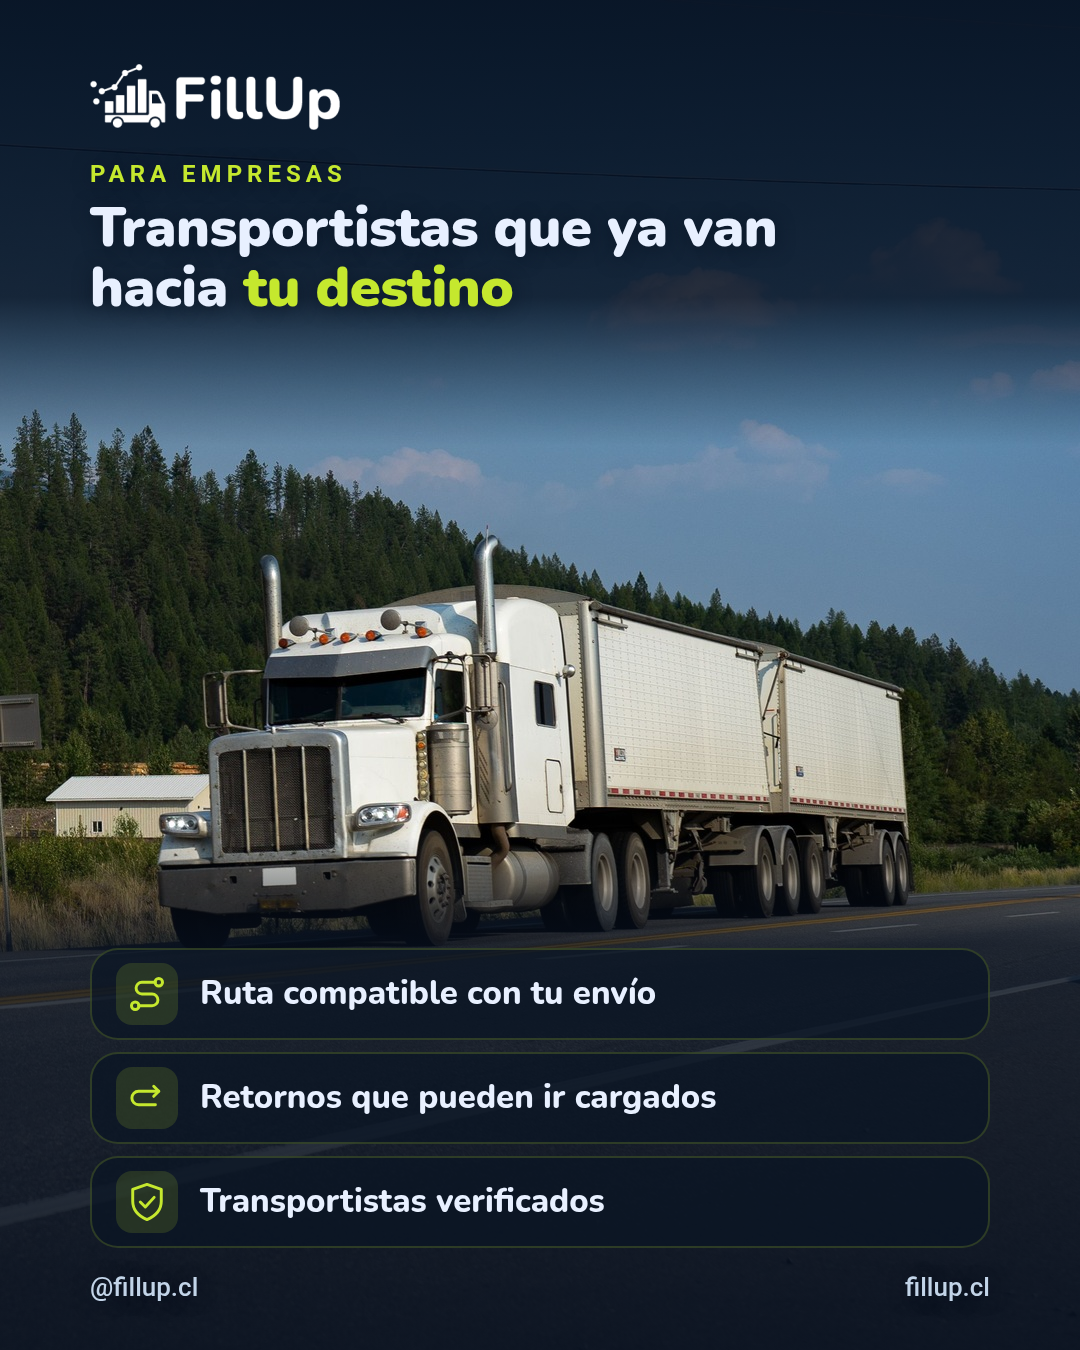 FillUp
PARA EMPRESAS
Transportistas que ya van
hacia tu destino
Ruta compatible con tu envío
Retornos que pueden ir cargados
Transportistas verificados
@fillup.cl
fillup.cl